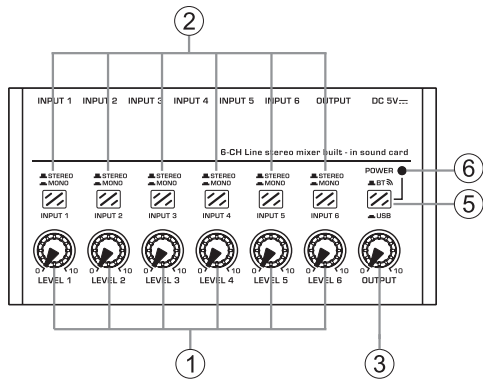 2
INPUT 1 INPUT 2 INPUT 3 INPUT 4 INPUT 5 INPUT 6 OUTPUT DC 5V⎓
6-CH Line stereo mixer built - in sound card
POWER 6
STEREO STEREO STEREO STEREO STEREO STEREO BT
MONO MONO MONO MONO MONO MONO
5
INPUT 1 INPUT 2 INPUT 3 INPUT 4 INPUT 5 INPUT 6 USB
0 10 0 10 0 10 0 10 0 10 0 10 0 10
LEVEL 1 LEVEL 2 LEVEL 3 LEVEL 4 LEVEL 5 LEVEL 6 OUTPUT
1 3